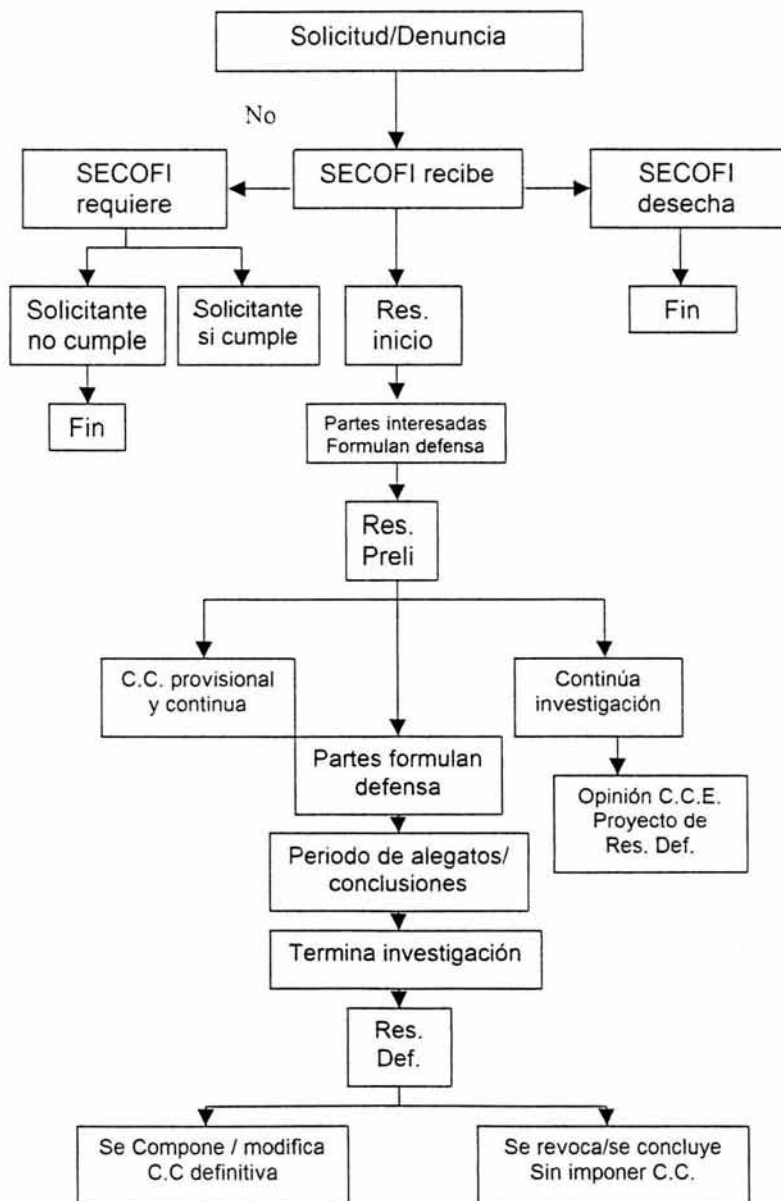 Solicitud/Denuncia
No
SECOFI
requiere
SECOFI recibe
SECOFI
desecha
Solicitante
no cumple
Solicitante
si cumple
Res.
inicio
Fin
Fin
Partes interesadas
Formulan defensa
Res.
Preli
C.C. provisional
y continua
Continúa
investigación
Partes formulan
defensa
Opinión C.C.E.
Proyecto de
Res. Def.
Periodo de alegatos/
conclusiones
Termina investigación
Res.
Def.
Se Compone / modifica
C.C definitiva
Se revoca/se concluye
Sin imponer C.C.